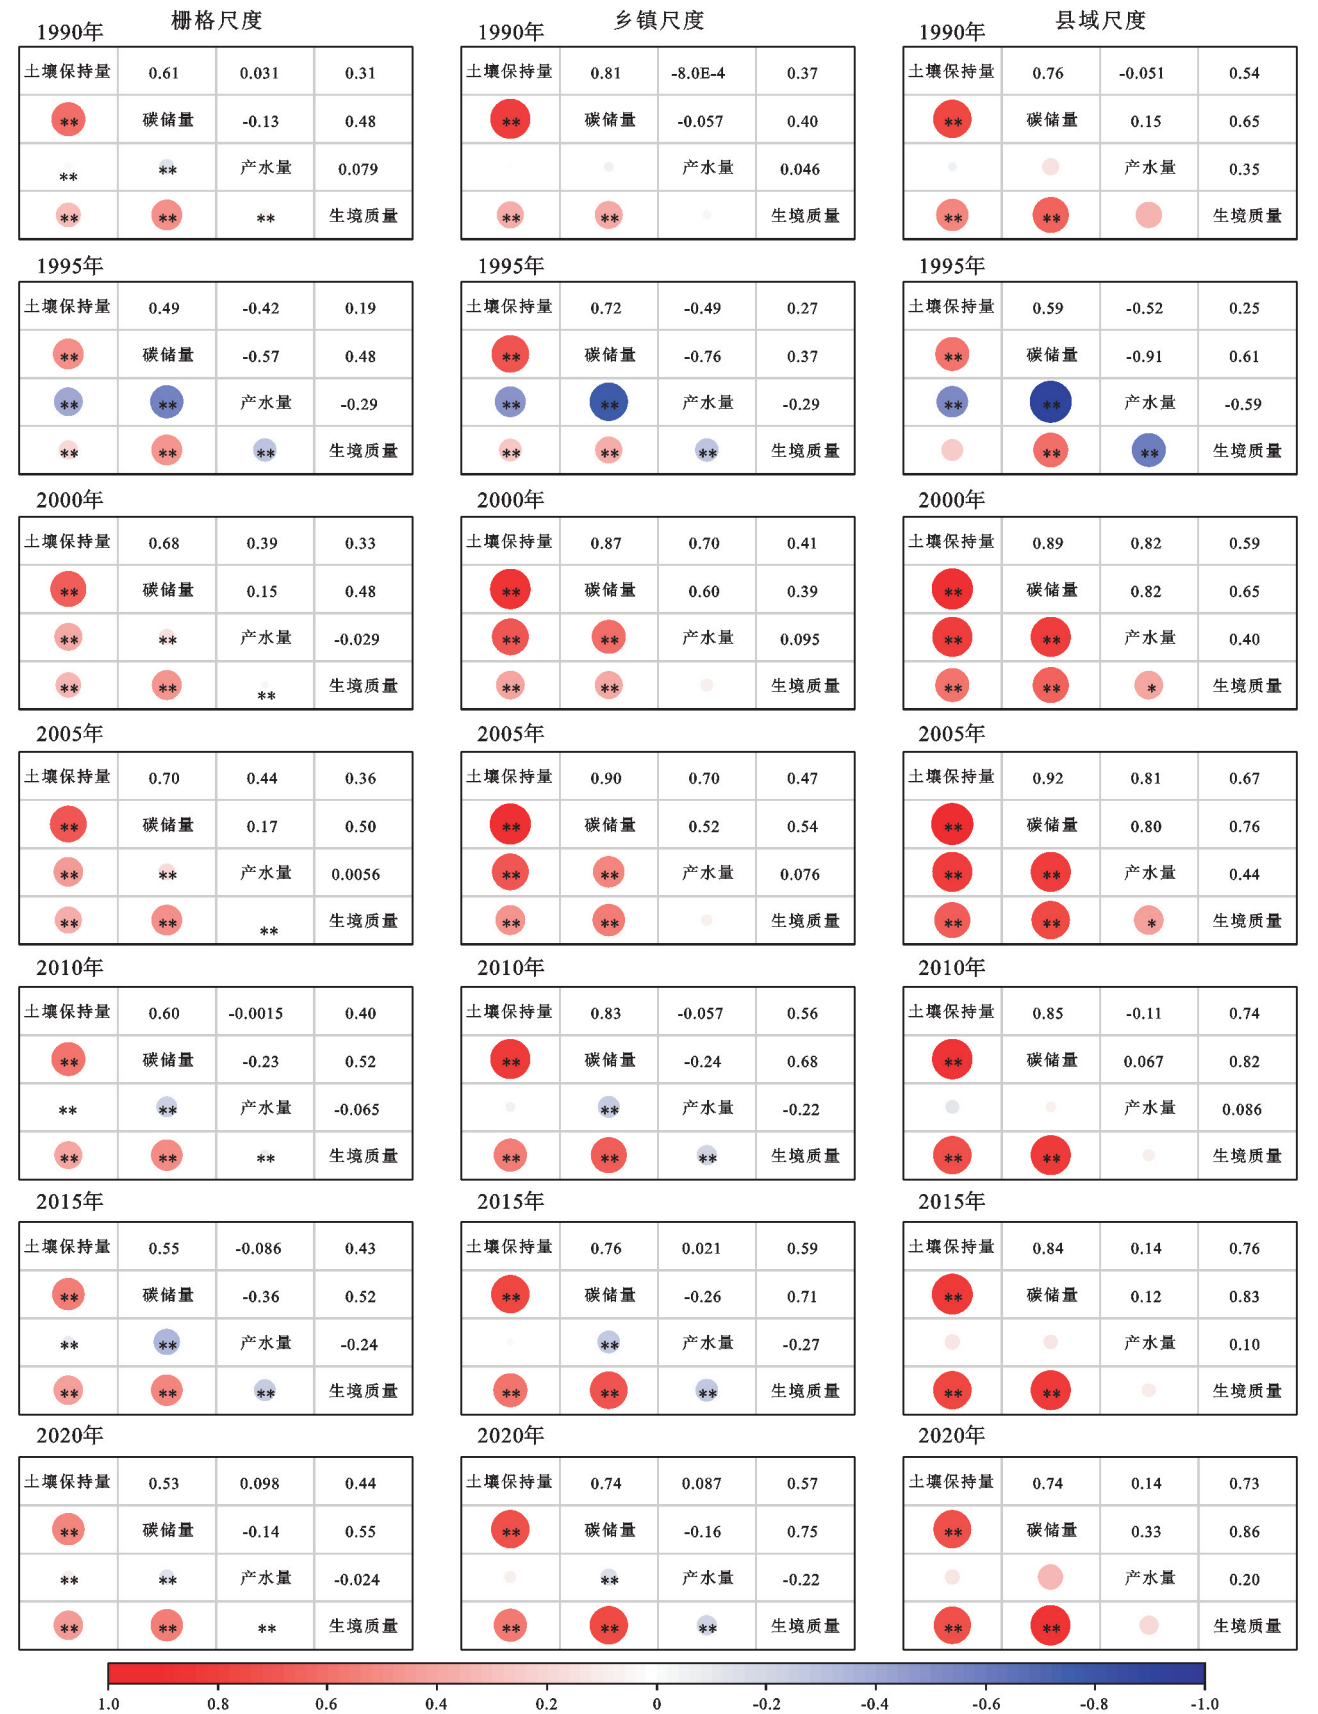 栅格尺度 乡镇尺度 县域尺度
1990年 1990年 1990年
土壤保持量 0.61 0.031 0.31 土壤保持量 0.81 -8.0E-4 0.37 土壤保持量 0.76 -0.051 0.54
** 碳储量 -0.13 0.48 ** 碳储量 -0.057 0.40 ** 碳储量 0.15 0.65
** ** 产水量 0.079 产水量 0.046 产水量 0.35
** ** ** 生境质量 ** ** 生境质量 ** ** 生境质量
1995年 1995年 1995年
土壤保持量 0.49 -0.42 0.19 土壤保持量 0.72 -0.49 0.27 土壤保持量 0.59 -0.52 0.25
** 碳储量 -0.57 0.48 ** 碳储量 -0.76 0.37 ** 碳储量 -0.91 0.61
** ** 产水量 -0.29 ** ** 产水量 -0.29 ** ** 产水量 -0.59
** ** ** 生境质量 ** ** ** 生境质量 ** ** 生境质量
2000年 2000年 2000年
土壤保持量 0.68 0.39 0.33 土壤保持量 0.87 0.70 0.41 土壤保持量 0.89 0.82 0.59
** 碳储量 0.15 0.48 ** 碳储量 0.60 0.39 ** 碳储量 0.82 0.65
** ** 产水量 -0.029 ** ** 产水量 0.095 ** ** 产水量 0.40
** ** ** 生境质量 ** ** 生境质量 ** ** * 生境质量
2005年 2005年 2005年
土壤保持量 0.70 0.44 0.36 土壤保持量 0.90 0.70 0.47 土壤保持量 0.92 0.81 0.67
** 碳储量 0.17 0.50 ** 碳储量 0.52 0.54 ** 碳储量 0.80 0.76
** ** 产水量 0.0056 ** ** 产水量 0.076 ** ** 产水量 0.44
** ** ** 生境质量 ** ** 生境质量 ** ** * 生境质量
2010年 2010年 2010年
土壤保持量 0.60 -0.0015 0.40 土壤保持量 0.83 -0.057 0.56 土壤保持量 0.85 -0.11 0.74
** 碳储量 -0.23 0.52 ** 碳储量 -0.24 0.68 ** 碳储量 0.067 0.82
** ** 产水量 -0.065 ** 产水量 -0.22 产水量 0.086
** ** ** 生境质量 ** ** ** 生境质量 ** ** 生境质量
2015年 2015年 2015年
土壤保持量 0.55 -0.086 0.43 土壤保持量 0.76 0.021 0.59 土壤保持量 0.84 0.14 0.76
** 碳储量 -0.36 0.52 ** 碳储量 -0.26 0.71 ** 碳储量 0.12 0.83
** ** 产水量 -0.24 ** 产水量 -0.27 产水量 0.10
** ** ** 生境质量 ** ** ** 生境质量 ** ** 生境质量
2020年 2020年 2020年
土壤保持量 0.53 0.098 0.44 土壤保持量 0.74 0.087 0.57 土壤保持量 0.74 0.14 0.73
** 碳储量 -0.14 0.55 ** 碳储量 -0.16 0.75 ** 碳储量 0.33 0.86
** ** 产水量 -0.024 ** 产水量 -0.22 产水量 0.20
** ** ** 生境质量 ** ** ** 生境质量 ** ** 生境质量
1.0 0.8 0.6 0.4 0.2 0 -0.2 -0.4 -0.6 -0.8 -1.0